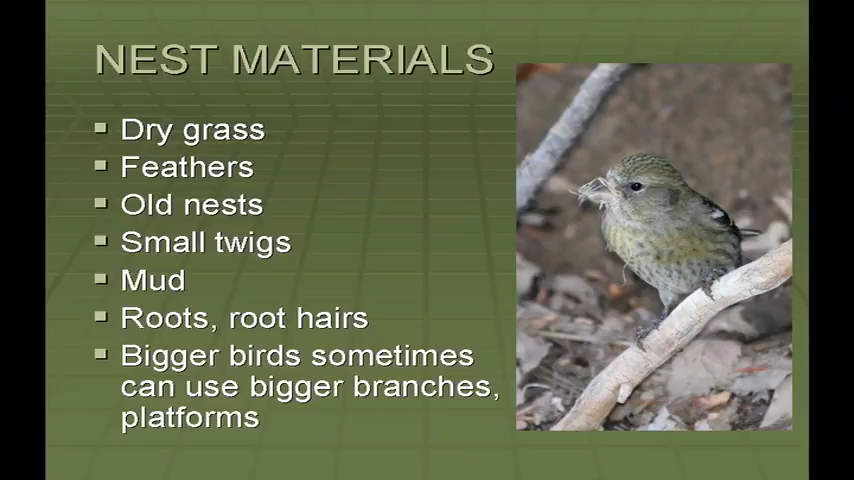 NEST MATERIALS
Dry grass
Feathers
Old nests
Small twigs
Mud
Roots, root hairs
Bigger birds sometimes
can use bigger branches,
platforms